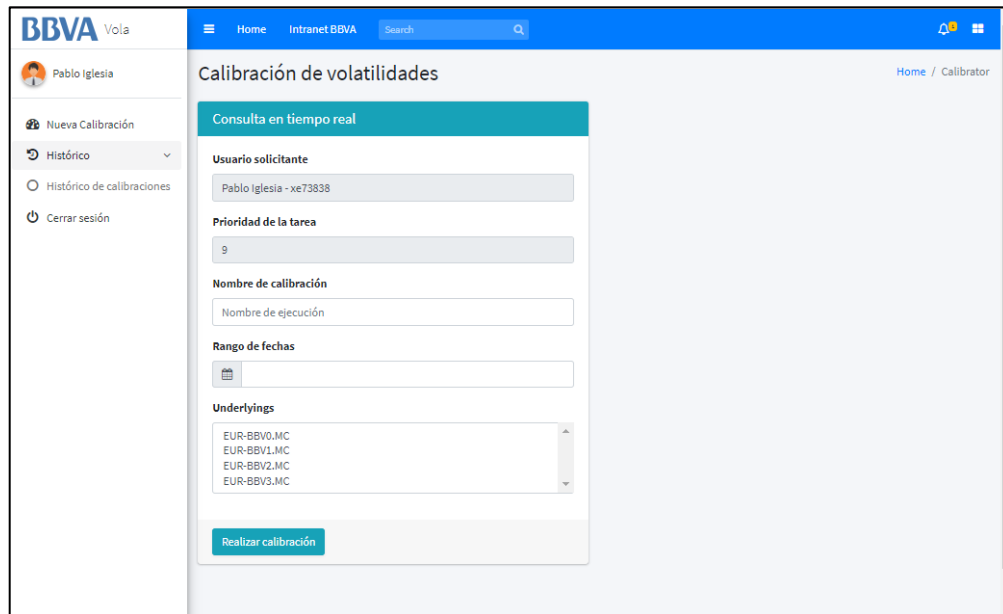 BBVA Vola
Home Intranet BBVA Search
Pablo Iglesia
Nueva Calibración
Histórico
Histórico de calibraciones
Cerrar sesión
Calibración de volatilidades
Home / Calibrator
Consulta en tiempo real
Usuario solicitante
Pablo Iglesia - xe73838
Prioridad de la tarea
9
Nombre de calibración
Nombre de ejecución
Rango de fechas
Underlyings
EUR-BBV0.MC
EUR-BBV1.MC
EUR-BBV2.MC
EUR-BBV3.MC
Realizar calibración